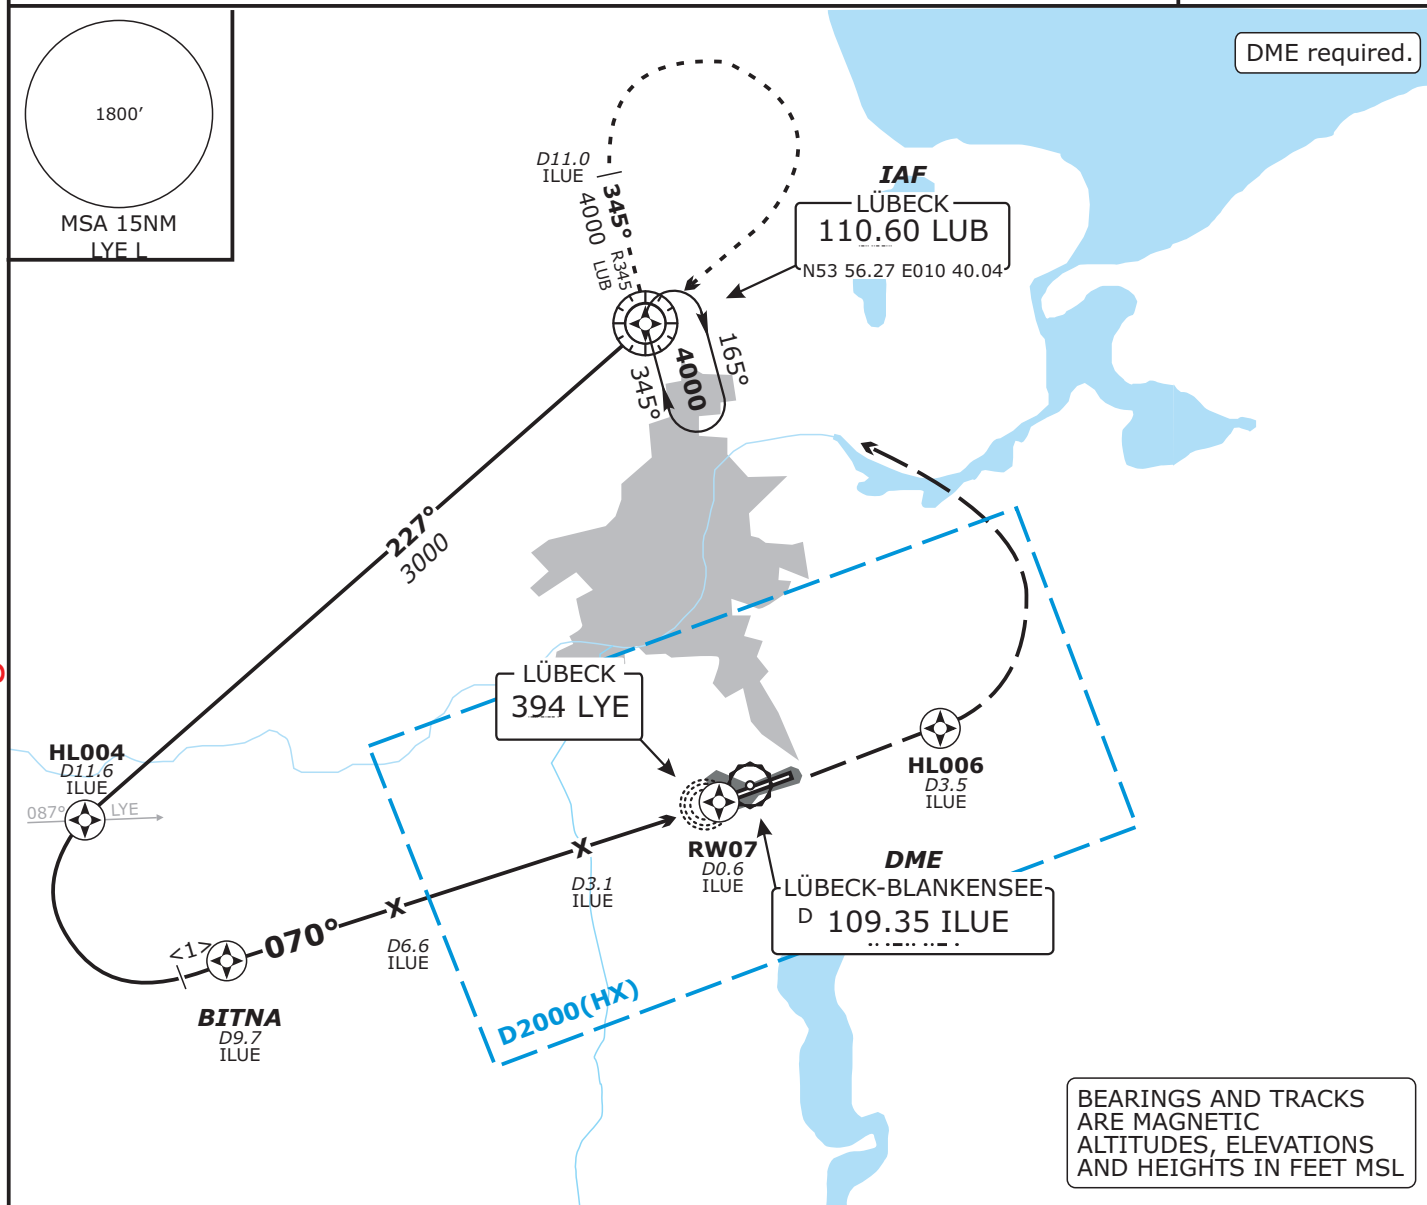 DME required.
1800’
MSA 15NM
LYE L
D11.0
ILUE
345°
4000
R345
LUB
IAF
LÜBECK
110.60 LUB
N53 56.27 E010 40.04
165°
4000
345°
227°
3000
LÜBECK
394 LYE
HL004
D11.6
ILUE
087°
LYE
HL006
D3.5
ILUE
RW07
D0.6
ILUE
DME
LÜBECK-BLANKENSEE
D 109.35 ILUE
D3.1
ILUE
070°
D6.6
ILUE
<1>
BITNA
D9.7
ILUE
D2000(HX)
BEARINGS AND TRACKS
ARE MAGNETIC
ALTITUDES, ELEVATIONS
AND HEIGHTS IN FEET MSL